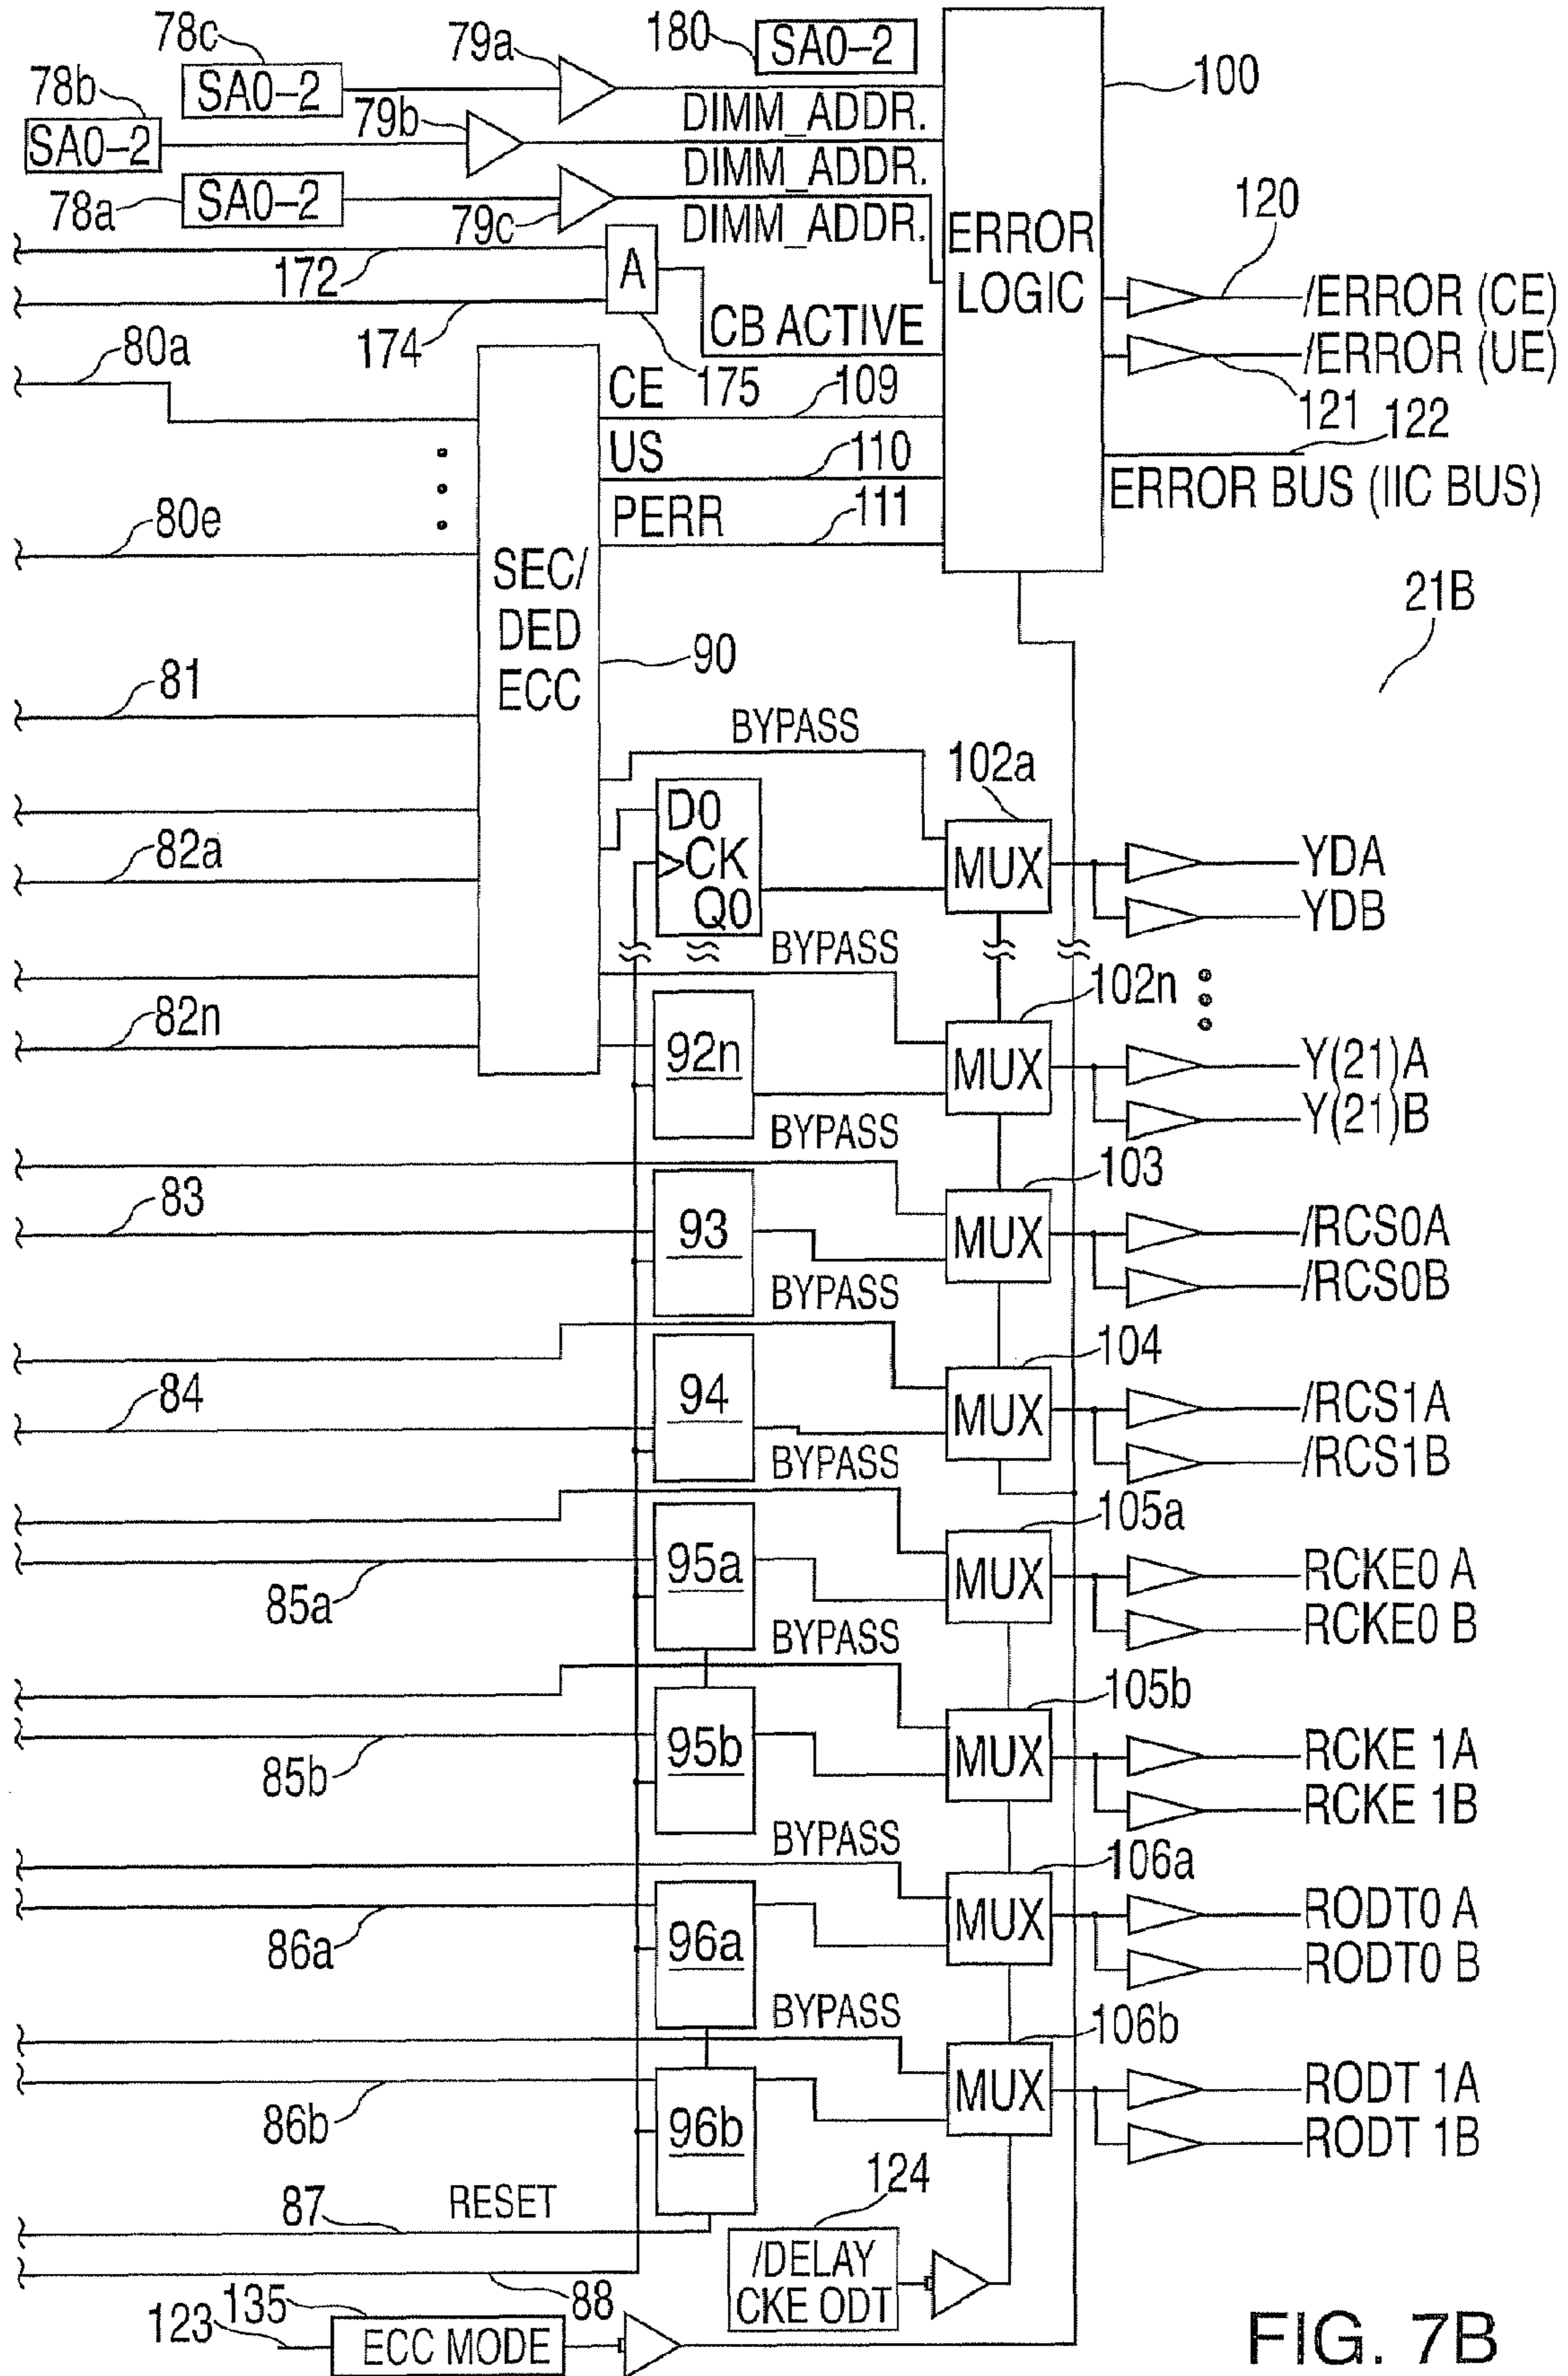 78c
79a
180
SA0–2
78b
SA0–2
79b
DIMM_ADDR.
100
SA0–2
DIMM_ADDR.
78a
SA0–2
79c
DIMM_ADDR.
ERROR
LOGIC
120
172
A
/ERROR (CE)
174
CB ACTIVE
80a
175
/ERROR (UE)
CE
109
121
122
US
110
ERROR BUS (IIC BUS)
PERR
111
80e
SEC/
DED
ECC
21B
90
81
BYPASS
102a
D0
CK
Q0
MUX
YDA
YDB
82a
BYPASS
102n
82n
92n
MUX
Y(21)A
Y(21)B
BYPASS
103
83
93
MUX
/RCS0A
/RCS0B
BYPASS
104
84
94
MUX
/RCS1A
/RCS1B
BYPASS
105a
95a
MUX
RCKE0 A
RCKE0 B
85a
BYPASS
105b
95b
MUX
RCKE 1A
RCKE 1B
85b
BYPASS
106a
96a
MUX
RODT0 A
RODT0 B
86a
BYPASS
106b
MUX
RODT 1A
RODT 1B
86b
96b
124
87
RESET
/DELAY
CKE ODT
88
135
123
ECC MODE
FIG. 7B